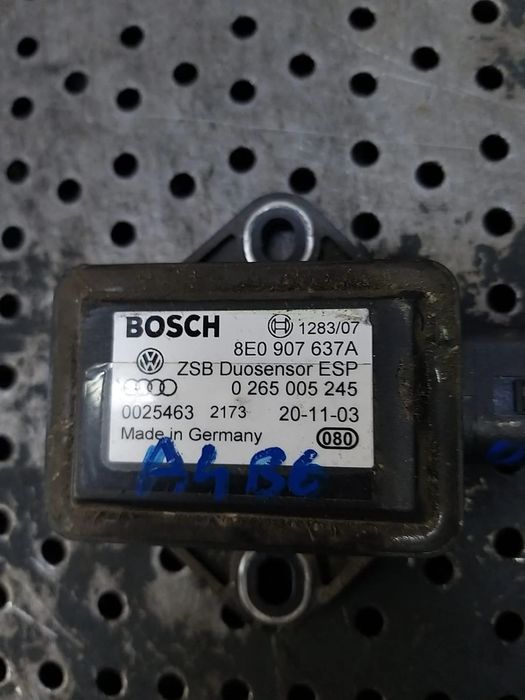 BOSCH 1283/07
8E0 907 637A
ZSB Duosensor ESP
0 265 005 245
0025463 2173 20-11-03
Made in Germany 080
A4 B6